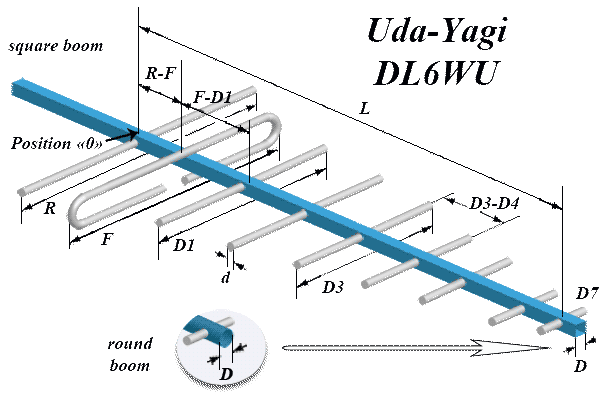 Uda-Yagi
DL6WU
square boom
R-F
F-D1
L
Position «0»
R
F
D1
d
D3
D3-D4
D7
round
boom
D
D